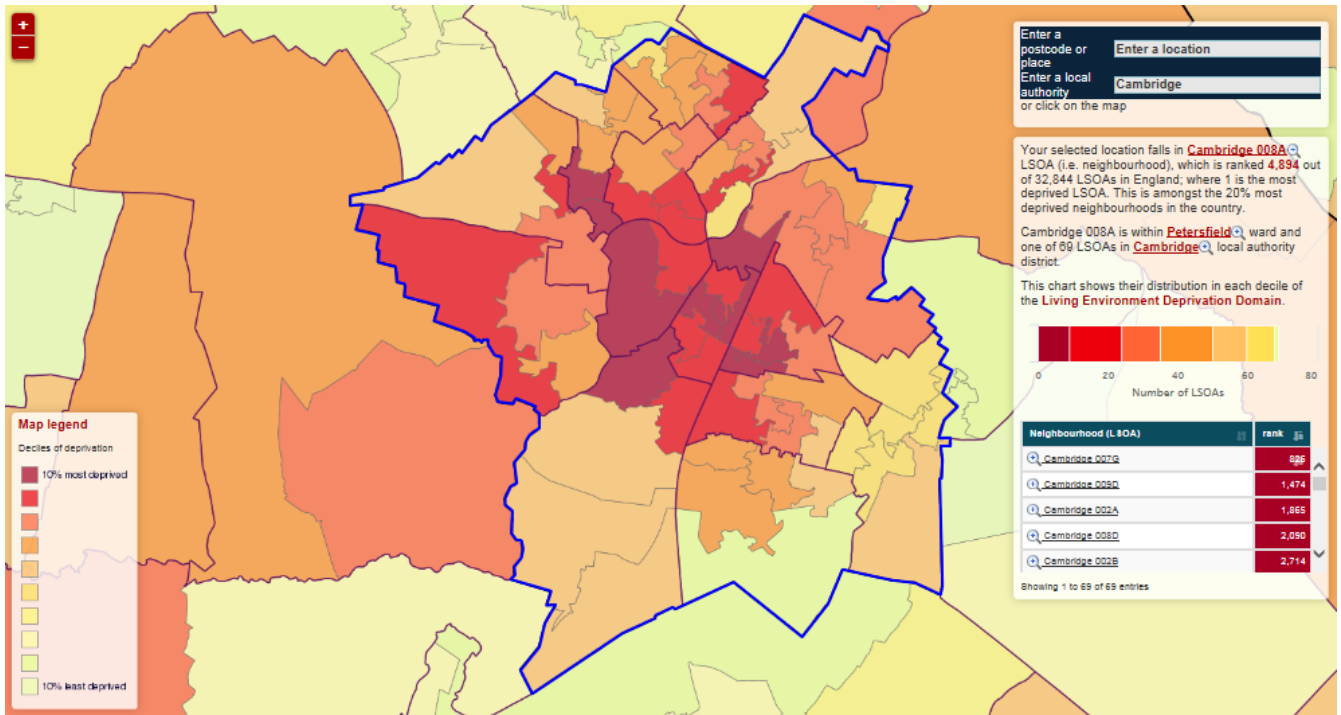 +
−
Enter a
postcode or
place
Enter a location
Enter a local
authority
Cambridge
or click on the map
Your selected location falls in Cambridge 008A
LSOA (i.e. neighbourhood), which is ranked 4,894 out
of 32,844 LSOAs in England; where 1 is the most
deprived LSOA. This is amongst the 20% most
deprived neighbourhoods in the country.
Cambridge 008A is within Petersfield ward and
one of 69 LSOAs in Cambridge local authority
district.
This chart shows their distribution in each decile of
the Living Environment Deprivation Domain.
0 20 40 60 80
Number of LSOAs
Neighbourhood (LSOA) rank
Cambridge 007G 826
Cambridge 009D 1,474
Cambridge 002A 1,865
Cambridge 008D 2,090
Cambridge 002B 2,714
Showing 1 to 69 of 69 entries
Map legend
Deciles of deprivation
10% most deprived
10% least deprived